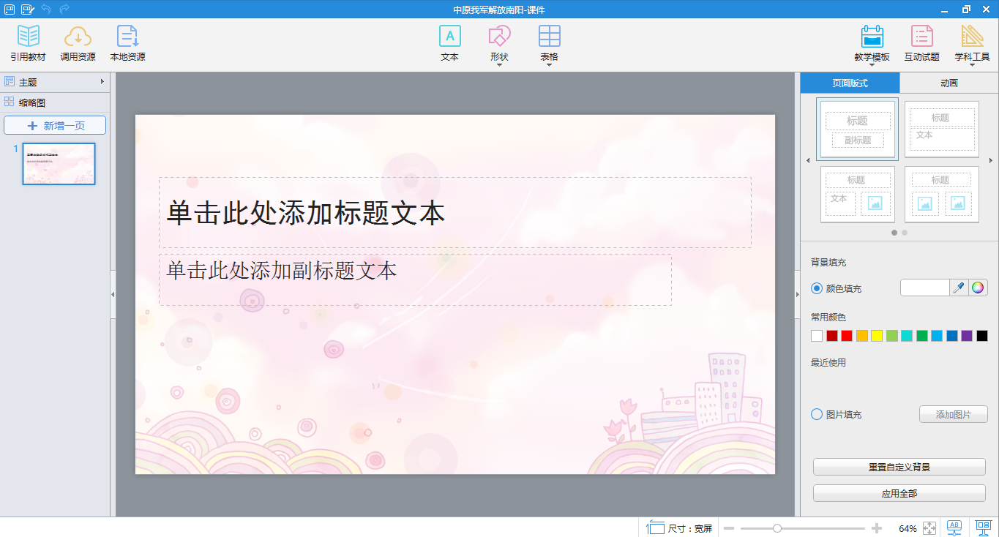 中原我军解放南阳-课件
引用教材
调用资源
本地资源
A
文本
形状
表格
教学模板
互动试题
学科工具
主题
缩略图
新增一页
1
单击此处添加标题文本
单击此处添加副标题文本
页面版式
动画
标题
副标题
标题
文本
标题
文本
标题
背景填充
颜色填充
常用颜色
最近使用
图片填充
添加图片
重置自定义背景
应用全部
尺寸：宽屏
64%
AB